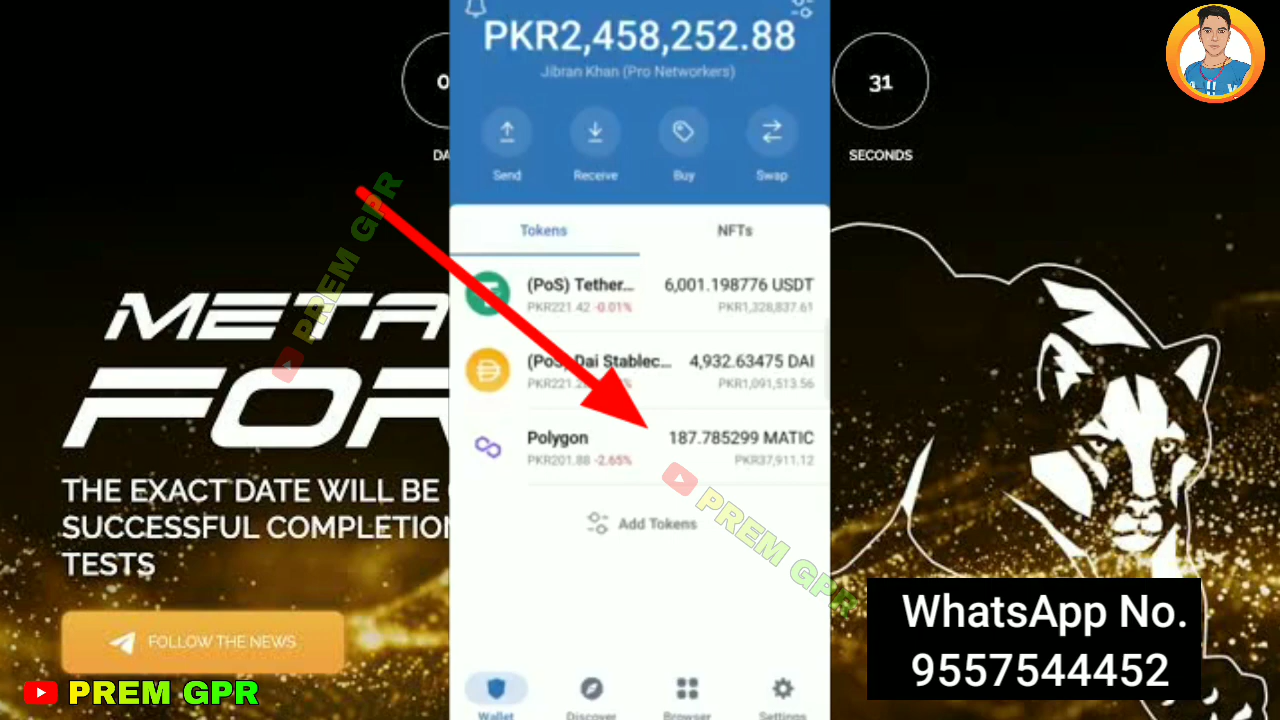 PKR2,458,252.88
Jibran Khan (Pro Networkers)
Send Receive Buy Swap
31
SECONDS
Tokens NFTs
(PoS) Tether... 6,001.198776 USDT
PKR221.42 -0.01% PKR1,328,837.61
(PoS) Dai Stablec... 4,932.63475 DAI
PKR1,091,513.56
Polygon 187.785299 MATIC
PKR201.88 -2.65% PKR37,911.12
Add Tokens
Wallet Discover Browser Settings
META
FOR
THE EXACT DATE WILL BE
SUCCESSFUL COMPLETION
TESTS
FOLLOW THE NEWS
PREM GPR
PREM GPR
PREM GPR
WhatsApp No.
9557544452